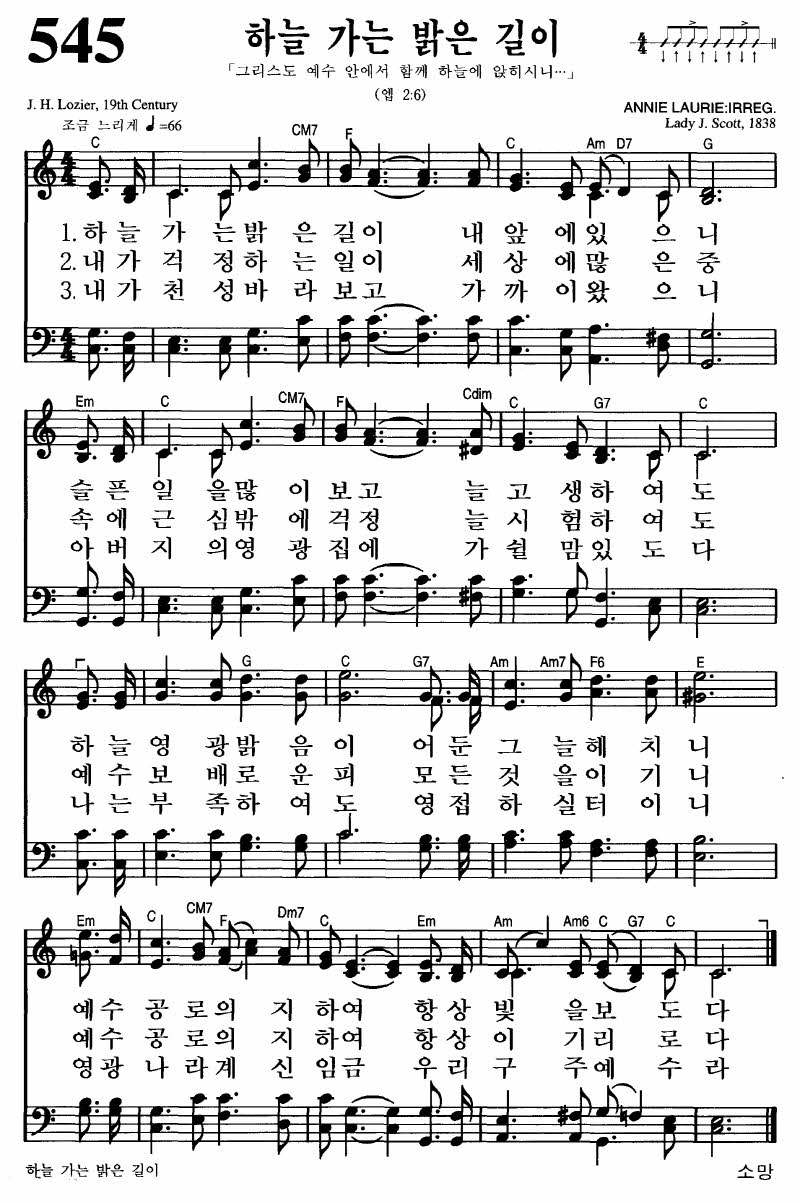 545
하늘 가는 밝은 길이
「그리스도 예수 안에서 함께 하늘에 앉히시니…」
(엡 2:6)
J. H. Lozier, 19th Century
ANNIE LAURIE:IRREG.
Lady J. Scott, 1838
조금 느리게 ♩=66
C CM7 F C Am D7 G
1. 하늘 가 는밝 은길이 내 앞 에있 으 니
2. 내가 걱 정하 는일이 세 상 에많 은 중
3. 내가 천 성바 라보고 가 까 이왔 으 니
Em C CM7 F Cdim C G7 C
슬픈 일 을많 이보고 늘 고 생하 여 도
속에 근 심밖 에걱정 늘 시 험하 여 도
아버 지 의영 광집에 가 쉴 맘있 도 다
G C G7 Am Am7 F6 E
하늘 영 광밝 음이 어둔 그 늘헤 치 니
예수 보 배로 운피 모든 것 을이 기 니
나는 부 족하 여도 영접 하 실터 이 니
Em C CM7 F Dm7 C Em Am Am6 C G7 C
예수 공 로의 지 하여 항상 빛 을보 도 다
예수 공 로의 지 하여 항상 이 기리 로 다
영광 나 라계 신 임금 우리 구 주예 수 라
하늘 가는 밝은 길이
소망